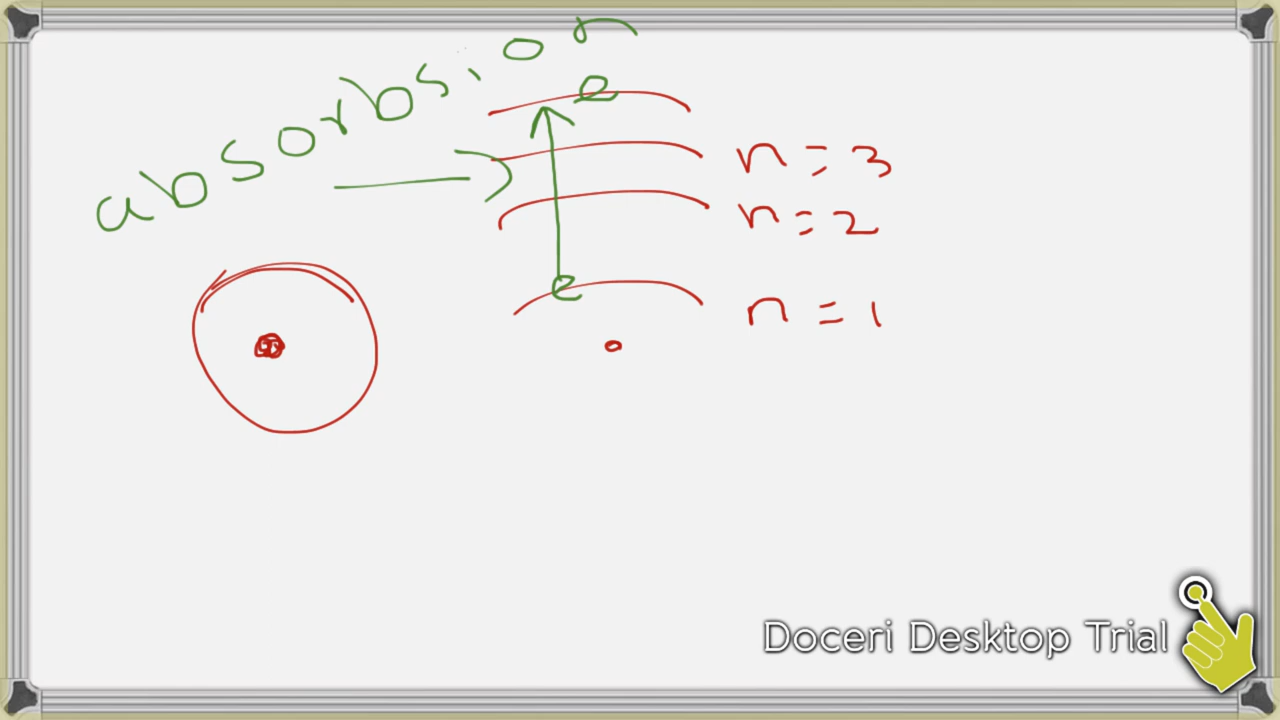 absorbsion
e
n = 3
n = 2
e
n = 1
Doceri Desktop Trial